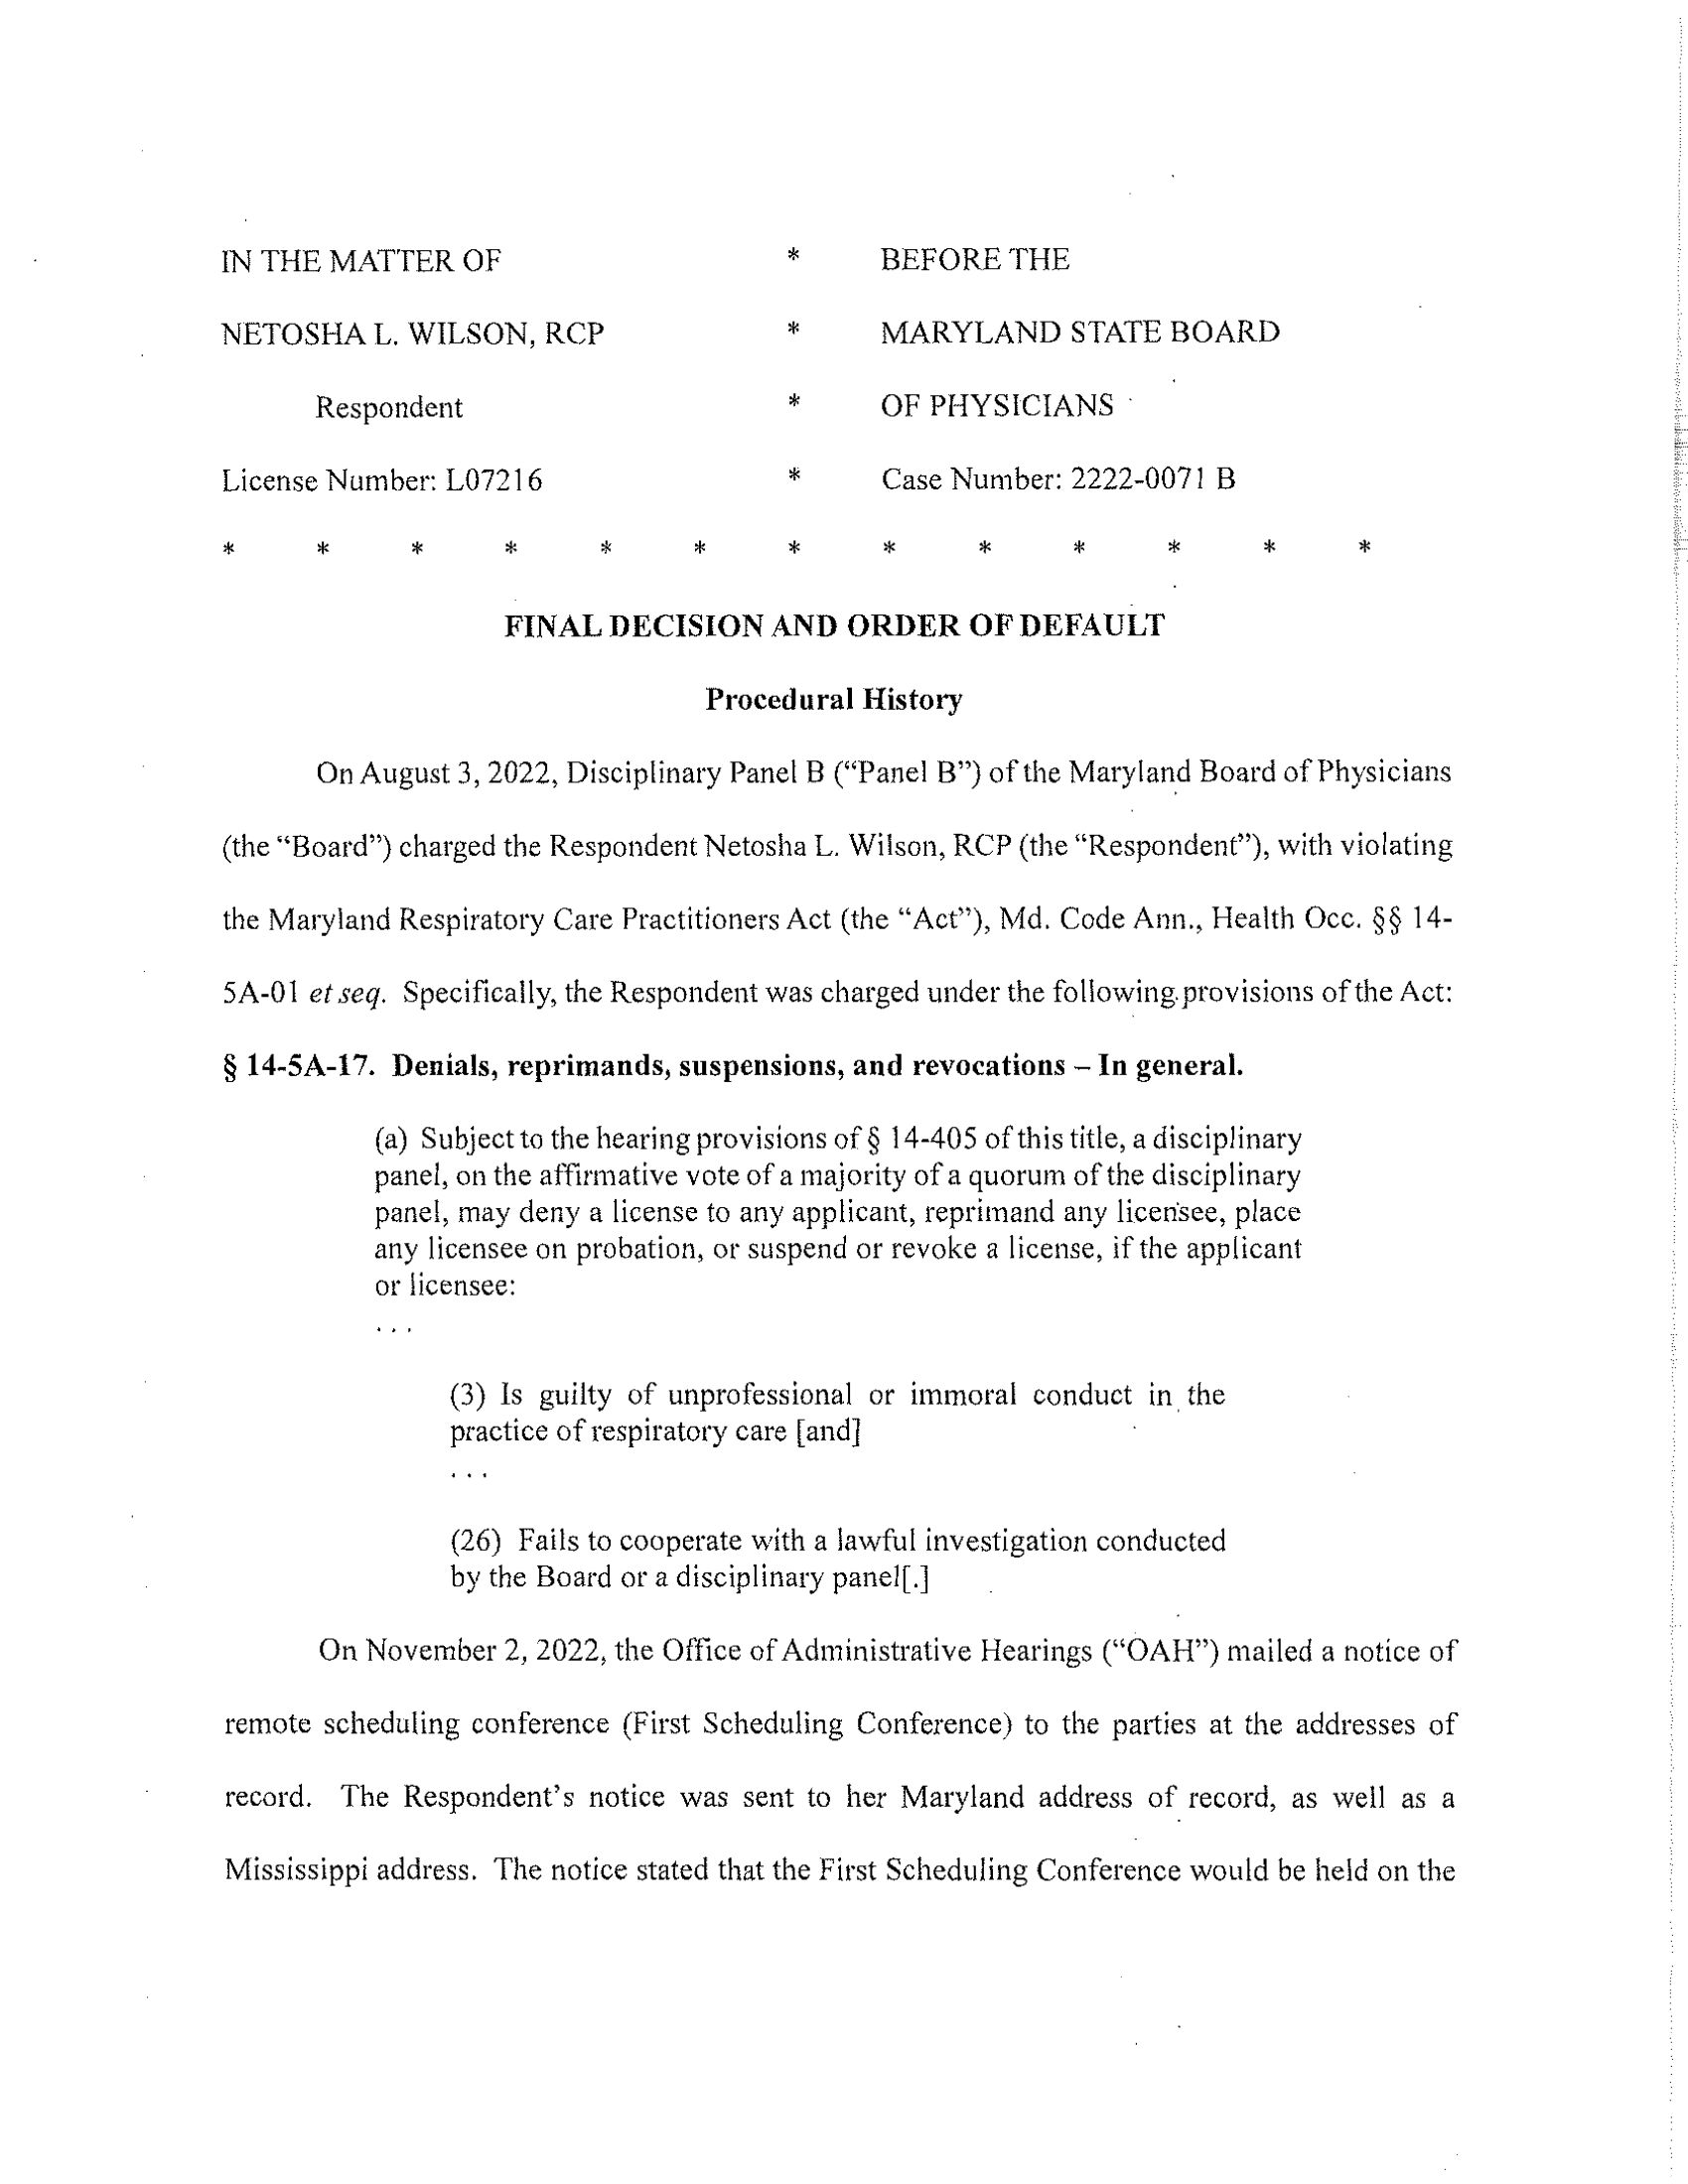 IN THE MATTER OF * BEFORE THE
NETOSHA L. WILSON, RCP * MARYLAND STATE BOARD
Respondent * OF PHYSICIANS
License Number: L07216 * Case Number: 2222-0071 B
* * * * * * * * * * * * *
FINAL DECISION AND ORDER OF DEFAULT
Procedural History
On August 3, 2022, Disciplinary Panel B (“Panel B”) of the Maryland Board of Physicians
(the “Board”) charged the Respondent Netosha L. Wilson, RCP (the “Respondent”), with violating
the Maryland Respiratory Care Practitioners Act (the “Act”), Md. Code Ann., Health Occ. §§ 14-
5A-01 et seq. Specifically, the Respondent was charged under the following provisions of the Act:
§ 14-5A-17. Denials, reprimands, suspensions, and revocations – In general.
(a) Subject to the hearing provisions of § 14-405 of this title, a disciplinary
panel, on the affirmative vote of a majority of a quorum of the disciplinary
panel, may deny a license to any applicant, reprimand any licensee, place
any licensee on probation, or suspend or revoke a license, if the applicant
or licensee:
. . .
(3) Is guilty of unprofessional or immoral conduct in the
practice of respiratory care [and]
. . .
(26) Fails to cooperate with a lawful investigation conducted
by the Board or a disciplinary panel[.]
On November 2, 2022, the Office of Administrative Hearings (“OAH”) mailed a notice of
remote scheduling conference (First Scheduling Conference) to the parties at the addresses of
record. The Respondent’s notice was sent to her Maryland address of record, as well as a
Mississippi address. The notice stated that the First Scheduling Conference would be held on the